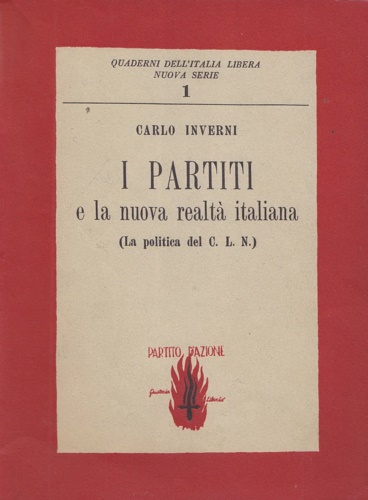 QUADERNI DELL'ITALIA LIBERA
NUOVA SERIE
1
CARLO INVERNI
I PARTITI
e la nuova realtà italiana
(La politica del C. L. N.)
PARTITO D'AZIONE
Giustizia Libertà